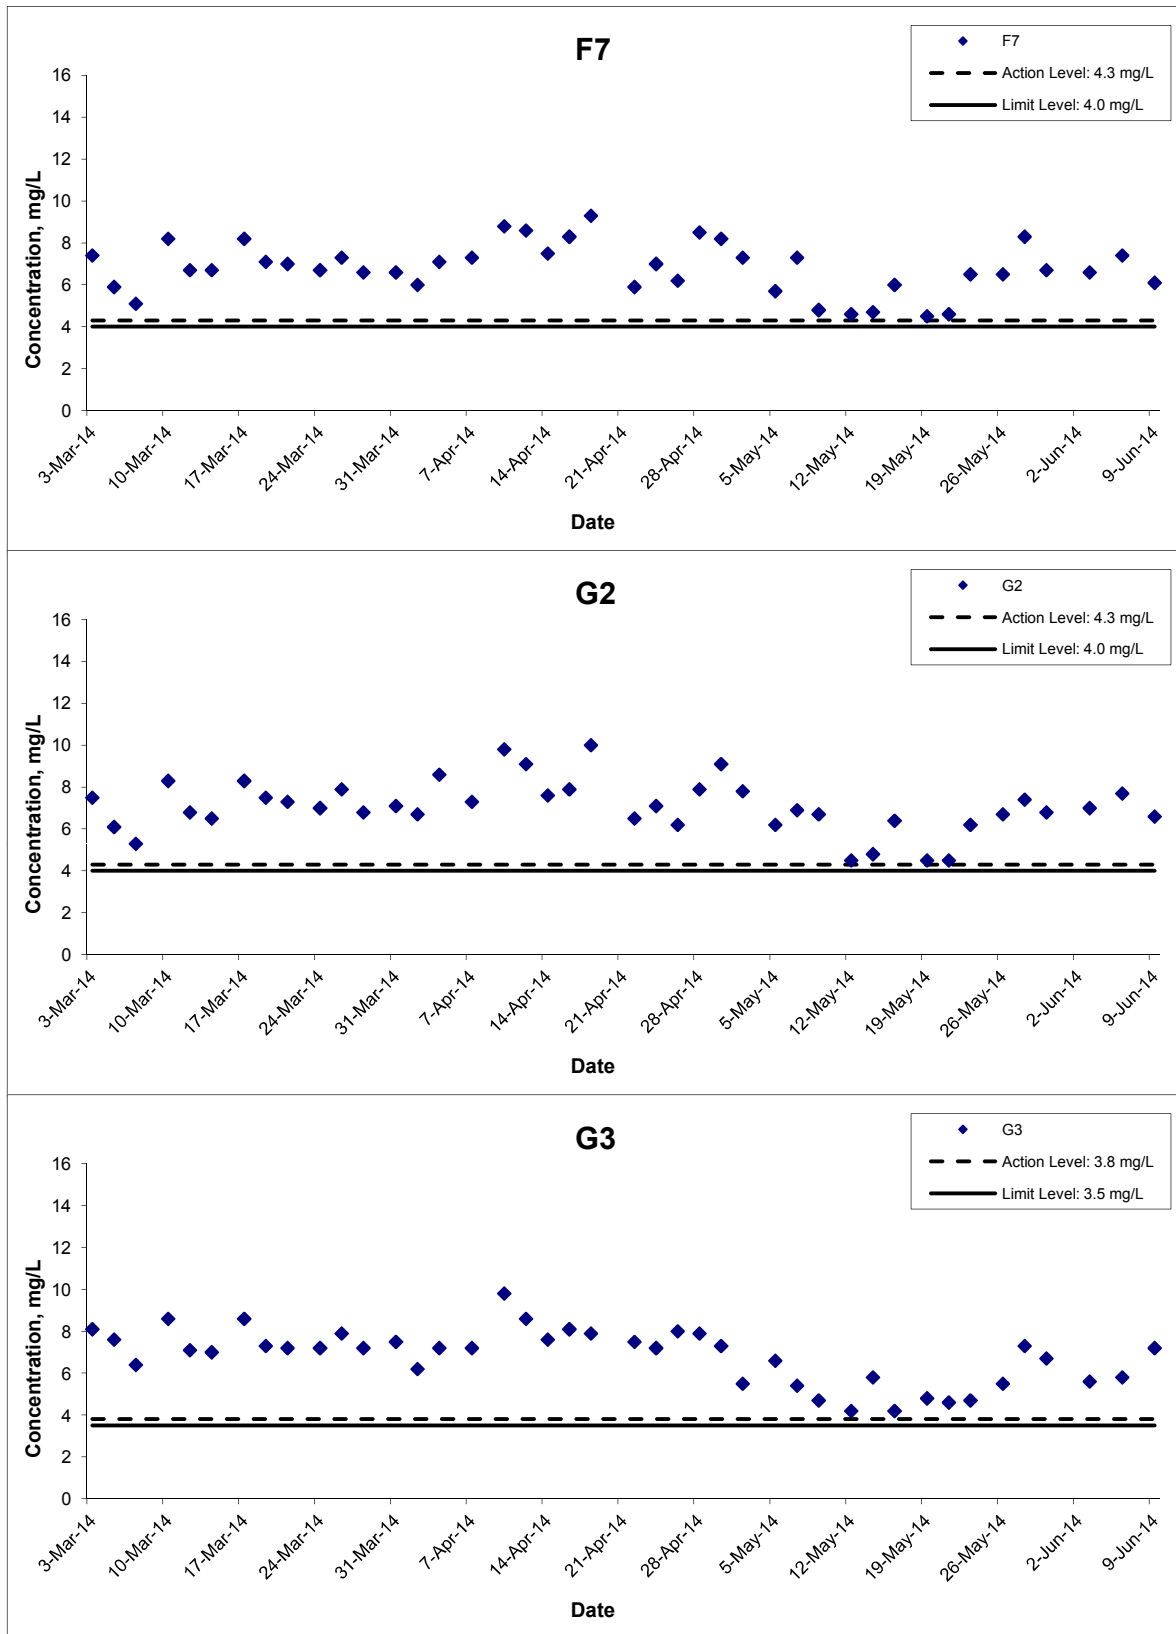 F7
F7
Action Level: 4.3 mg/L
Limit Level: 4.0 mg/L
Concentration, mg/L
16
14
12
10
8
6
4
2
0
3-Mar-14 10-Mar-14 17-Mar-14 24-Mar-14 31-Mar-14 7-Apr-14 14-Apr-14 21-Apr-14 28-Apr-14 5-May-14 12-May-14 19-May-14 26-May-14 2-Jun-14 9-Jun-14
Date
G2
G2
Action Level: 4.3 mg/L
Limit Level: 4.0 mg/L
Concentration, mg/L
16
14
12
10
8
6
4
2
0
3-Mar-14 10-Mar-14 17-Mar-14 24-Mar-14 31-Mar-14 7-Apr-14 14-Apr-14 21-Apr-14 28-Apr-14 5-May-14 12-May-14 19-May-14 26-May-14 2-Jun-14 9-Jun-14
Date
G3
G3
Action Level: 3.8 mg/L
Limit Level: 3.5 mg/L
Concentration, mg/L
16
14
12
10
8
6
4
2
0
3-Mar-14 10-Mar-14 17-Mar-14 24-Mar-14 31-Mar-14 7-Apr-14 14-Apr-14 21-Apr-14 28-Apr-14 5-May-14 12-May-14 19-May-14 26-May-14 2-Jun-14 9-Jun-14
Date